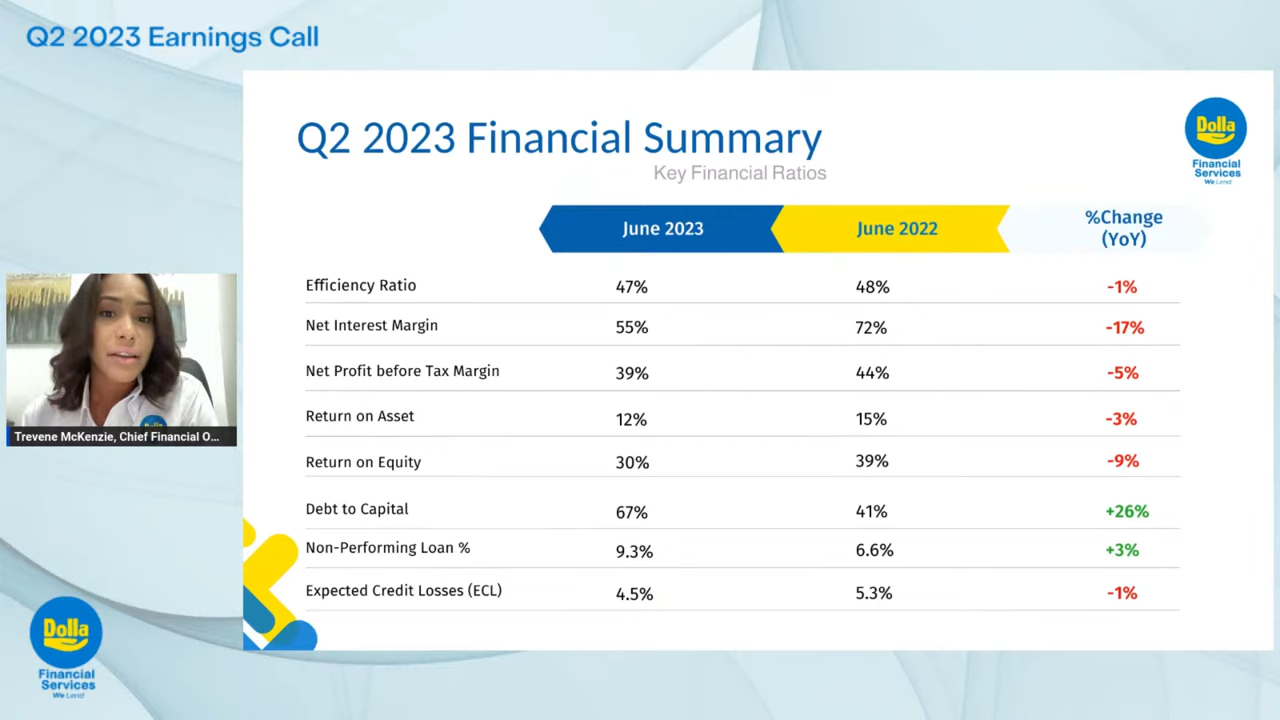 Q2 2023 Earnings Call
Q2 2023 Financial Summary
Key Financial Ratios
Dolla
Financial
Services
We Lend
June 2023 June 2022 %Change
(YoY)
Efficiency Ratio 47% 48% -1%
Net Interest Margin 55% 72% -17%
Net Profit before Tax Margin 39% 44% -5%
Return on Asset 12% 15% -3%
Return on Equity 30% 39% -9%
Debt to Capital 67% 41% +26%
Non-Performing Loan % 9.3% 6.6% +3%
Expected Credit Losses (ECL) 4.5% 5.3% -1%
Trevene McKenzie, Chief Financial O...
Dolla
Financial
Services
We Lend